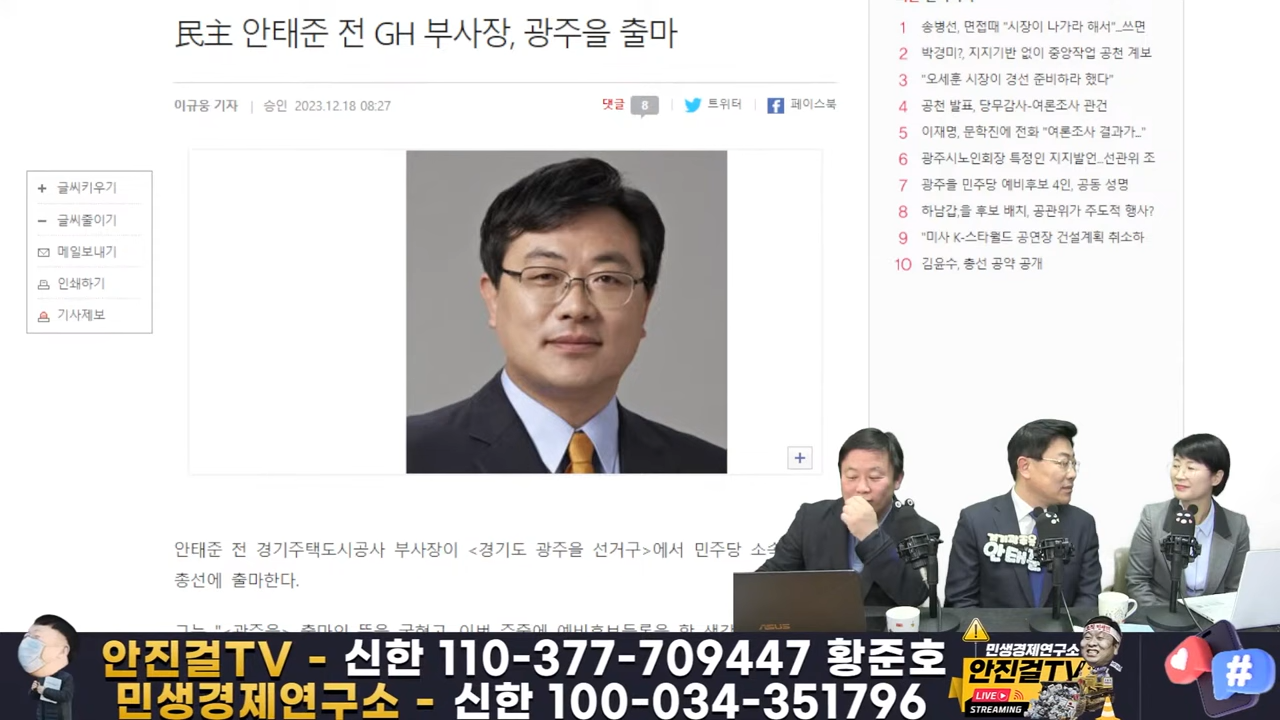 民主 안태준 전 GH 부사장, 광주을 출마
이규웅 기자 | 승인 2023.12.18 08:27
댓글 8 트위터 페이스북
글씨키우기
글씨줄이기
메일보내기
인쇄하기
기사제보
1 송병선, 면접때 "시장이 나가라 해서"...쓰면
2 박경미?, 지지기반 없이 중앙작업 공천 계보
3 "오세훈 시장이 경선 준비하라 했다"
4 공천 발표, 당무감사-여론조사 관건
5 이재명, 문학진에 전화 "여론조사 결과가..."
6 광주시노인회장 특정인 지지발언...선관위 조
7 광주을 민주당 예비후보 4인, 공동 성명
8 하남갑,을 후보 배치, 공관위가 주도적 행사?
9 "미사 K-스타월드 공연장 건설계획 취소하
10 김윤수, 총선 공약 공개
안태준 전 경기주택도시공사 부사장이 <경기도 광주을 선거구>에서 민주당 소속
총선에 출마한다.
안태준
ASUS
안진걸TV - 신한 110-377-709447 황준호
민생경제연구소 - 신한 100-034-351796
민생경제연구소
안진걸TV
LIVE
STREAMING
#